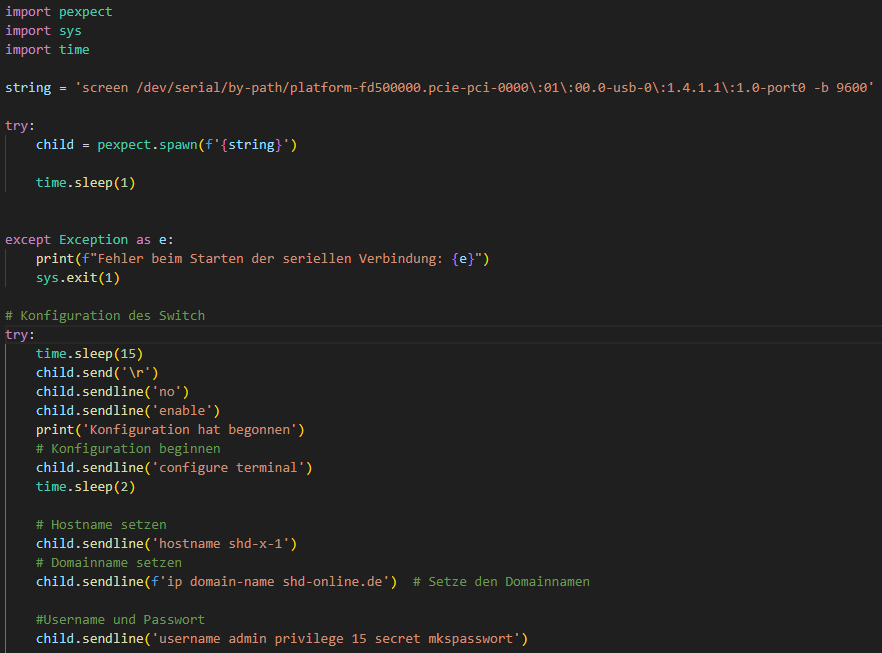 import pexpect
import sys
import time
string = 'screen /dev/serial/by-path/platform-fd500000.pcie-pci-0000\:01\:00.0-usb-0\:1.4.1.1\:1.0-port0 -b 9600'
try:
    child = pexpect.spawn(f'{string}')
    time.sleep(1)
except Exception as e:
    print(f"Fehler beim Starten der seriellen Verbindung: {e}")
    sys.exit(1)
# Konfiguration des Switch
try:
    time.sleep(15)
    child.send('\r')
    child.sendline('no')
    child.sendline('enable')
    print('Konfiguration hat begonnen')
    # Konfiguration beginnen
    child.sendline('configure terminal')
    time.sleep(2)
    # Hostname setzen
    child.sendline('hostname shd-x-1')
    # Domainname setzen
    child.sendline(f'ip domain-name shd-online.de')  # Setze den Domainnamen
    #Username und Passwort
    child.sendline('username admin privilege 15 secret mkspasswort')